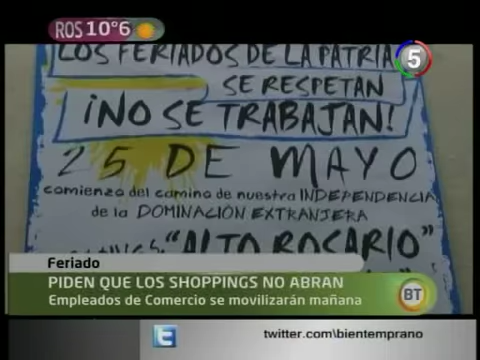 ROS 10°6
5
LOS FERIADOS DE LA PATRIA
SE RESPETAN
¡NO SE TRABAJAN!
25 DE MAYO
comienzo del camino de nuestra INDEPENDENCIA
de la DOMINACIÓN EXTRANJERA
"ALTO ROSARIO"
Feriado
PIDEN QUE LOS SHOPPINGS NO ABRAN
Empleados de Comercio se movilizarán mañana
BT
twitter.com/bientemprano